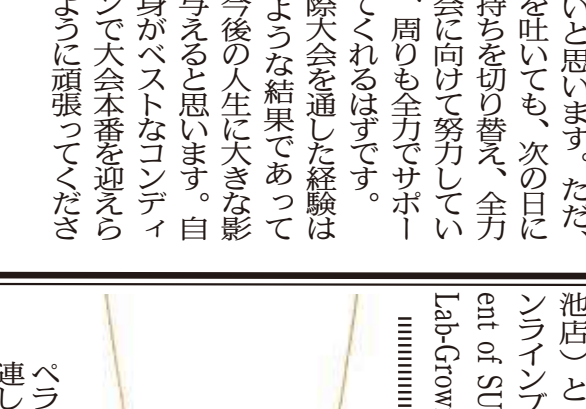 いと思います。ただ、
を吐いても、次の日に
持ちを切り替え、全力
会に向けて努力してい
、周りも全力でサポー
てくれるはずです。
際大会を通した経験は
ような結果であって
今後の人生に大きな影
与えると思います。自
身がベストなコンディ
ンで大会本番を迎えら
ように頑張ってくださ
池店）と
ンラインブ
ent of SU
Lab-Grow
ペラ
連し